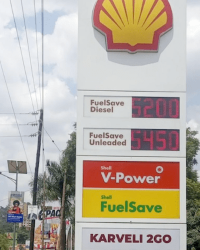 FuelSave
Diesel
5200
FuelSave
Unleaded
5450
Shell
V-Power
Shell
FuelSave
KARVELI 2GO